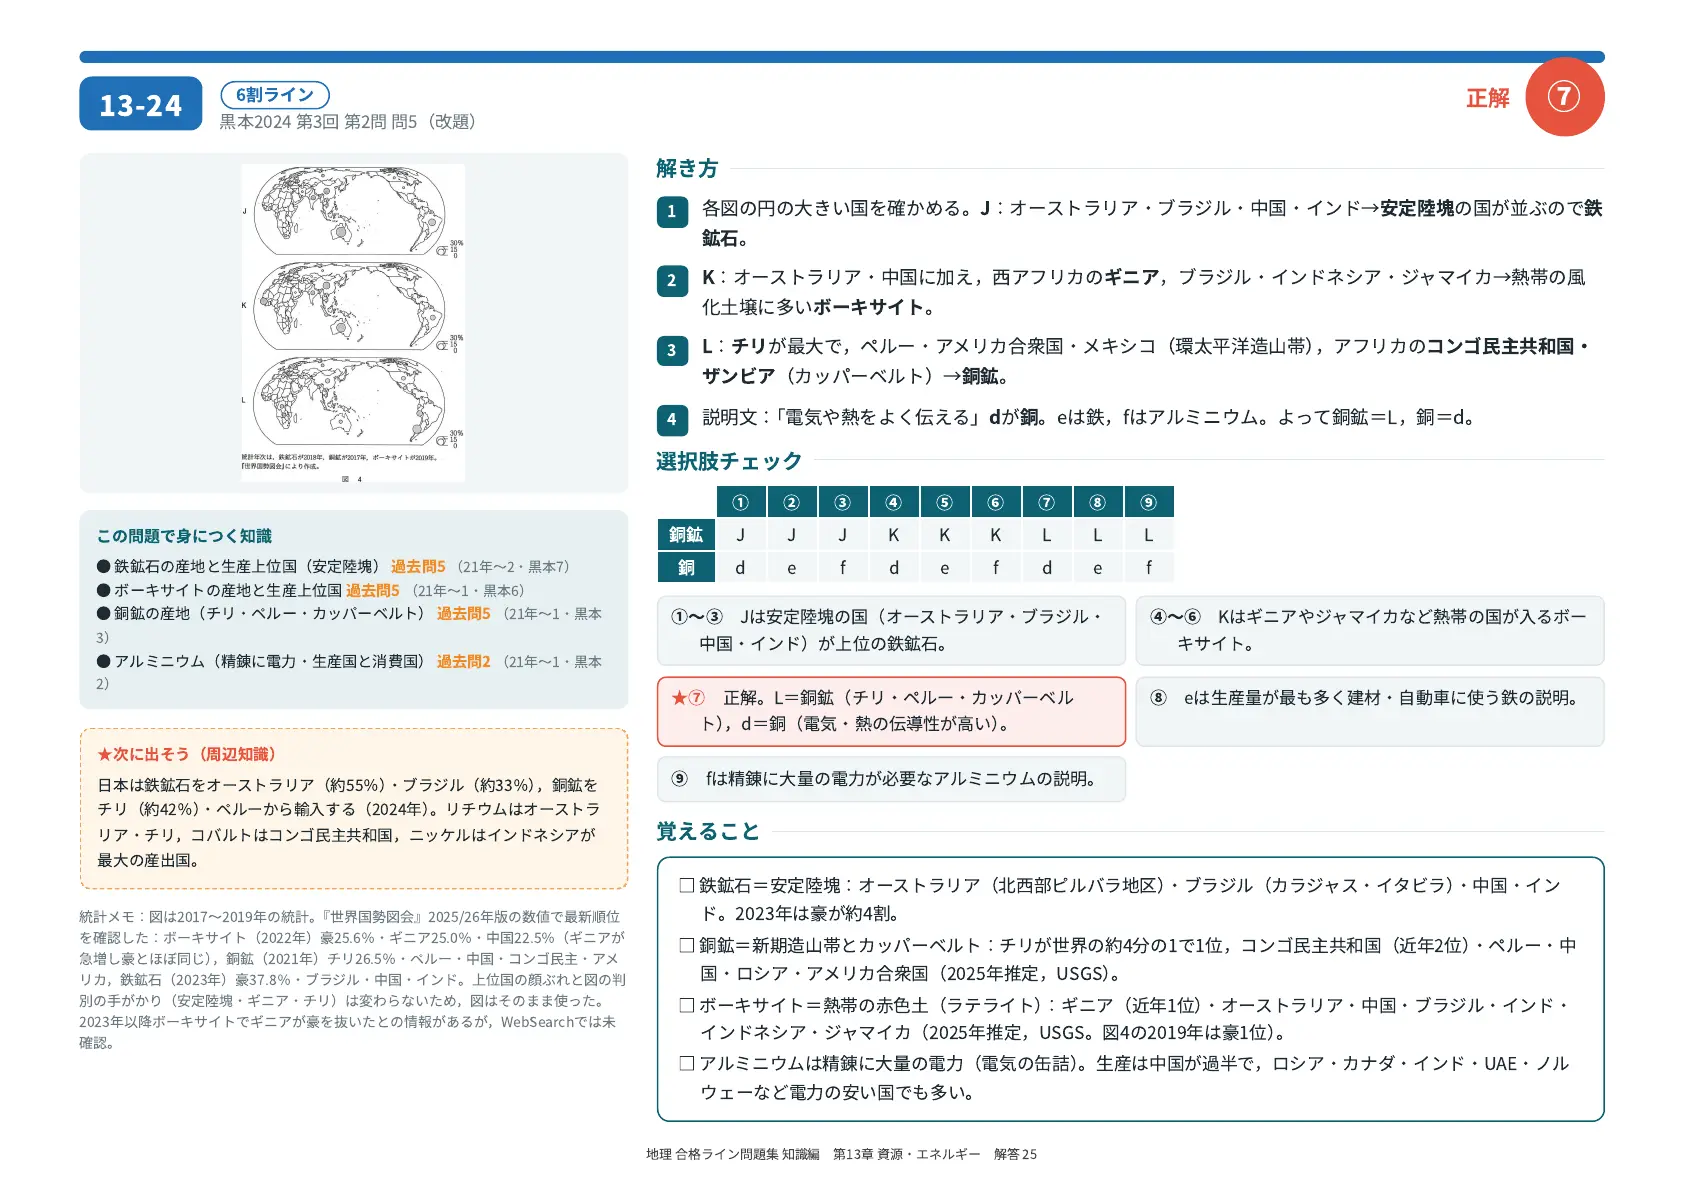 13-24
6割ライン
黒本2024 第3回 第2問 問5（改題）
正解 ⑦
J
30%
15
0
K
30%
15
0
L
30%
15
0
統計年次は，鉄鉱石が2018年，銅鉱が2017年，ボーキサイトが2019年。
『世界国勢図会』により作成。
図 4
この問題で身につく知識
● 鉄鉱石の産地と生産上位国（安定陸塊） 過去問5 （21年〜2・黒本7）
● ボーキサイトの産地と生産上位国 過去問5 （21年〜1・黒本6）
● 銅鉱の産地（チリ・ペルー・カッパーベルト） 過去問5 （21年〜1・黒本
3）
● アルミニウム（精錬に電力・生産国と消費国） 過去問2 （21年〜1・黒本
2）
★次に出そう（周辺知識）
日本は鉄鉱石をオーストラリア（約55%）・ブラジル（約33%），銅鉱を
チリ（約42%）・ペルーから輸入する（2024年）。リチウムはオーストラ
リア・チリ，コバルトはコンゴ民主共和国，ニッケルはインドネシアが
最大の産出国。
統計メモ：図は2017〜2019年の統計。『世界国勢図会』2025/26年版の数値で最新順位
を確認した：ボーキサイト（2022年）豪25.6%・ギニア25.0%・中国22.5%（ギニアが
急増し豪とほぼ同じ），銅鉱（2021年）チリ26.5%・ペルー・中国・コンゴ民主・アメ
リカ，鉄鉱石（2023年）豪37.8%・ブラジル・中国・インド。上位国の顔ぶれと図の判
別の手がかり（安定陸塊・ギニア・チリ）は変わらないため，図はそのまま使った。
2023年以降ボーキサイトでギニアが豪を抜いたとの情報があるが，WebSearchでは未
確認。
解き方
1 各図の円の大きい国を確かめる。J：オーストラリア・ブラジル・中国・インド→安定陸塊の国が並ぶので鉄
鉱石。
2 K：オーストラリア・中国に加え，西アフリカのギニア，ブラジル・インドネシア・ジャマイカ→熱帯の風
化土壌に多いボーキサイト。
3 L：チリが最大で，ペルー・アメリカ合衆国・メキシコ（環太平洋造山帯），アフリカのコンゴ民主共和国・
ザンビア（カッパーベルト）→銅鉱。
4 説明文：「電気や熱をよく伝える」dが銅。eは鉄，fはアルミニウム。よって銅鉱＝L，銅＝d。
選択肢チェック
① ② ③ ④ ⑤ ⑥ ⑦ ⑧ ⑨
銅鉱 J J J K K K L L L
銅 d e f d e f d e f
①〜③ Jは安定陸塊の国（オーストラリア・ブラジル・
中国・インド）が上位の鉄鉱石。
④〜⑥ Kはギニアやジャマイカなど熱帯の国が入るボー
キサイト。
★⑦ 正解。L＝銅鉱（チリ・ペルー・カッパーベル
ト），d＝銅（電気・熱の伝導性が高い）。
⑧ eは生産量が最も多く建材・自動車に使う鉄の説明。
⑨ fは精錬に大量の電力が必要なアルミニウムの説明。
覚えること
□ 鉄鉱石＝安定陸塊：オーストラリア（北西部ピルバラ地区）・ブラジル（カラジャス・イタビラ）・中国・イン
ド。2023年は豪が約4割。
□ 銅鉱＝新期造山帯とカッパーベルト：チリが世界の約4分の1で1位，コンゴ民主共和国（近年2位）・ペルー・中
国・ロシア・アメリカ合衆国（2025年推定，USGS）。
□ ボーキサイト＝熱帯の赤色土（ラテライト）：ギニア（近年1位）・オーストラリア・中国・ブラジル・インド・
インドネシア・ジャマイカ（2025年推定，USGS。図4の2019年は豪1位）。
□ アルミニウムは精錬に大量の電力（電気の缶詰）。生産は中国が過半で，ロシア・カナダ・インド・UAE・ノル
ウェーなど電力の安い国でも多い。
地理 合格ライン問題集 知識編 第13章 資源・エネルギー 解答 25